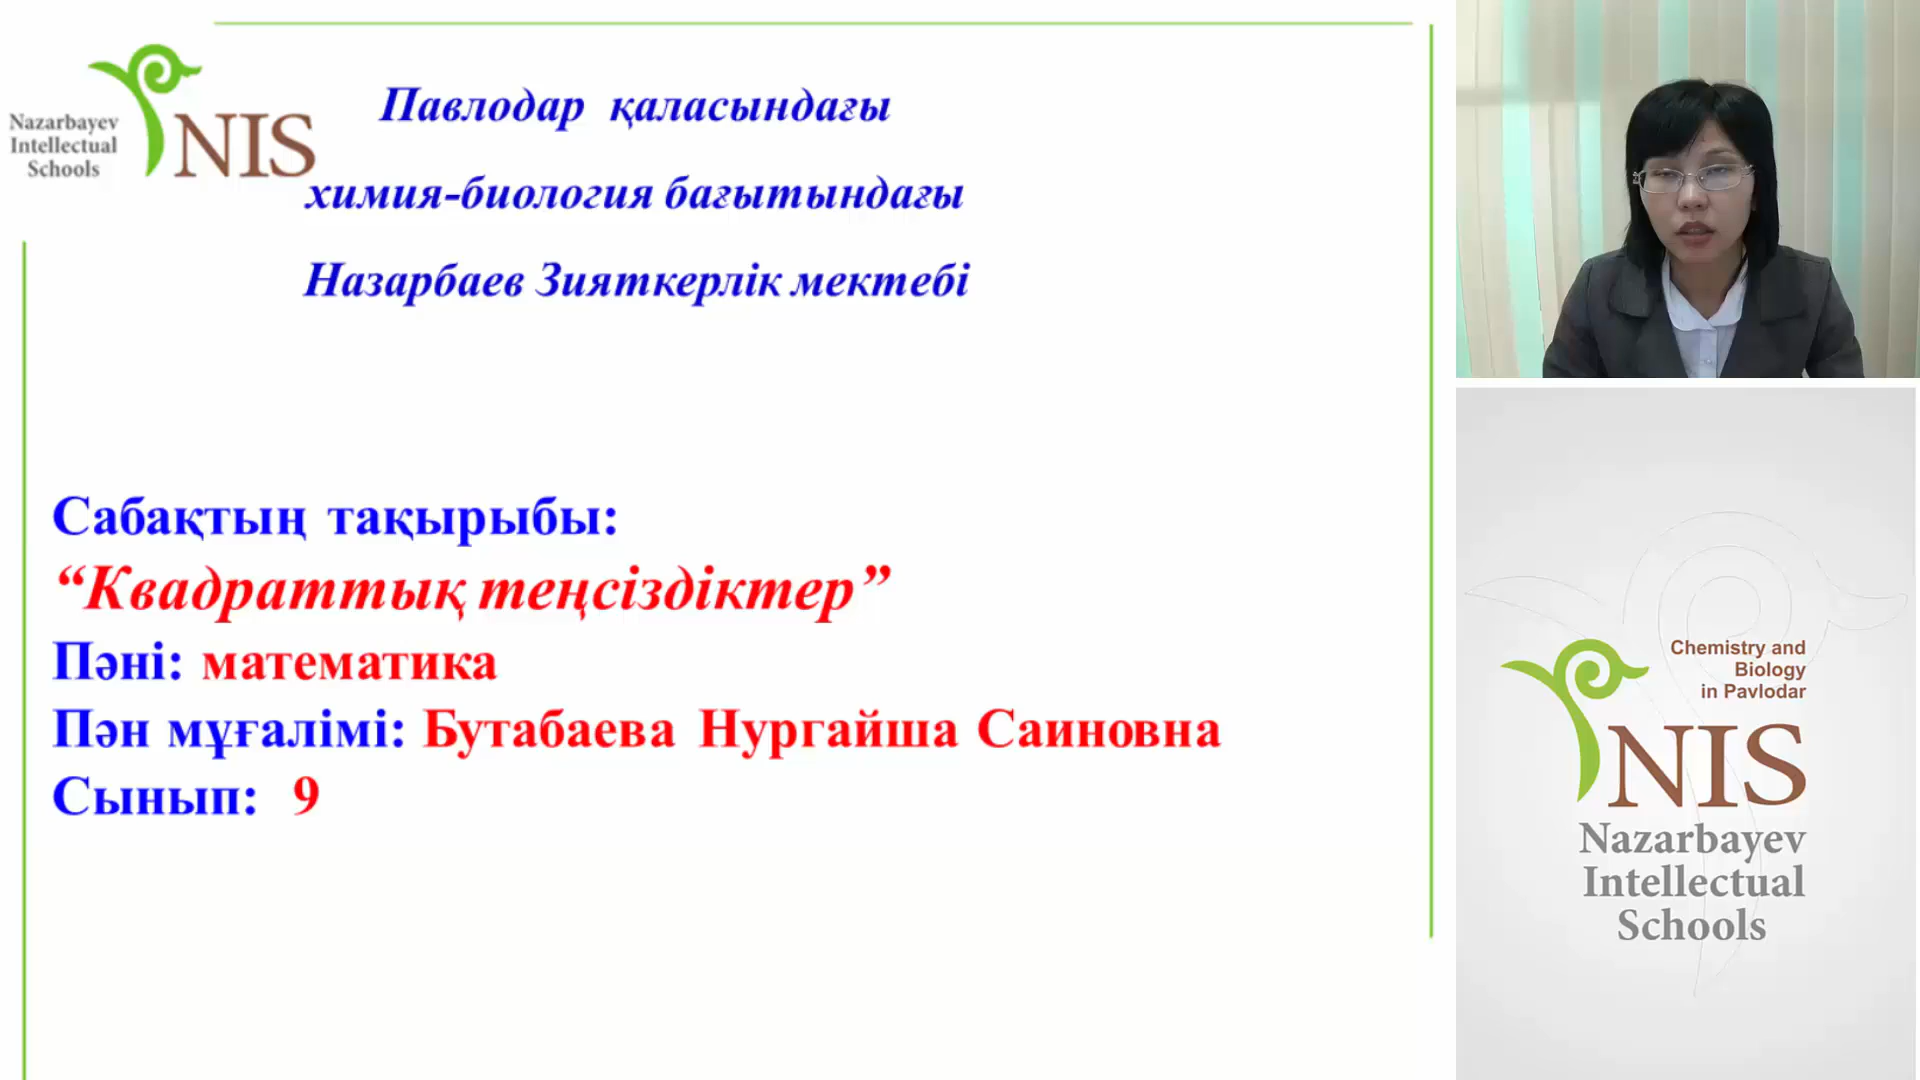 Nazarbayev
Intellectual
Schools
NIS
Павлодар қаласындағы
химия-биология бағытындағы
Назарбаев Зияткерлік мектебі
Сабақтың тақырыбы:
“Квадраттық теңсіздіктер”
Пәні: математика
Пән мұғалімі: Бутабаева Нургайша Саиновна
Сынып: 9
Chemistry and
Biology
in Pavlodar
NIS
Nazarbayev
Intellectual
Schools